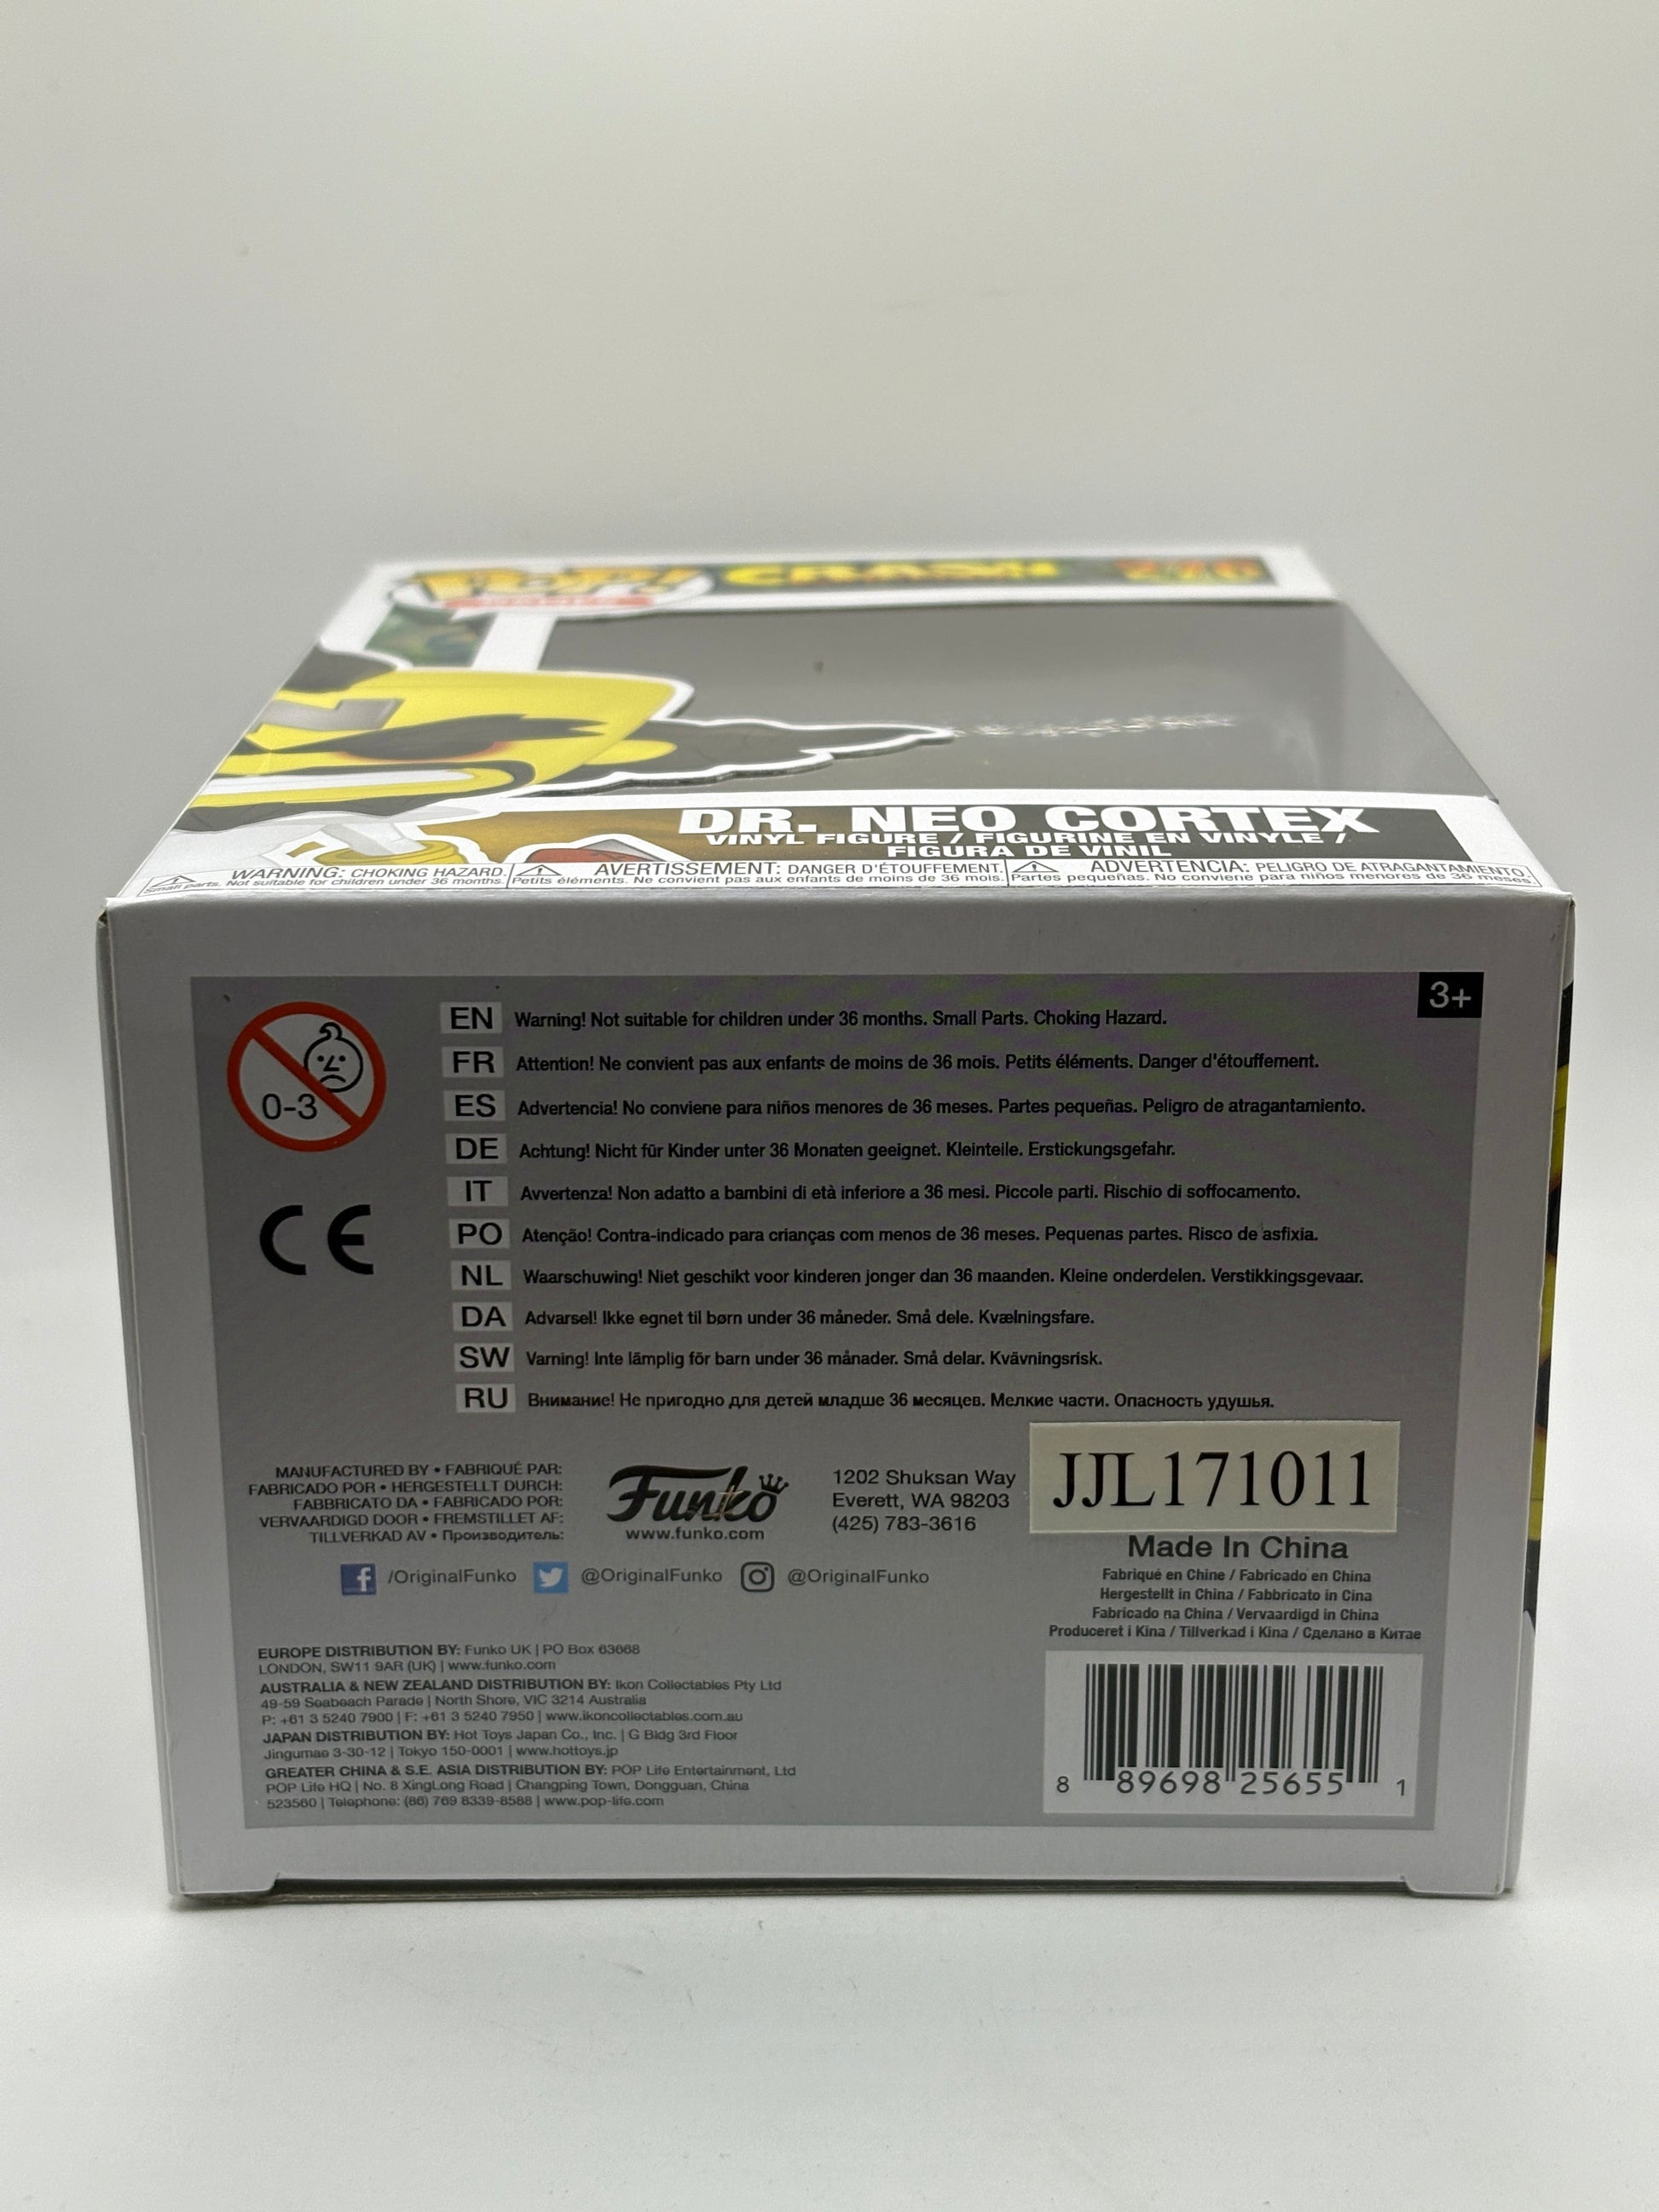 POP!
CRASH
276
DR. NEO CORTEX
VINYL FIGURE / FIGURINE EN VINYLE /
FIGURA DE VINIL
WARNING: CHOKING HAZARD.
Small parts. Not suitable for children under 36 months.
AVERTISSEMENT: DANGER D'ÉTOUFFEMENT.
Petits éléments. Ne convient pas aux enfants de moins de 36 mois.
ADVERTENCIA: PELIGRO DE ATRAGANTAMIENTO.
Partes pequeñas. No conviene para niños menores de 36 meses.
3+
0-3
CE
EN Warning! Not suitable for children under 36 months. Small Parts. Choking Hazard.
FR Attention! Ne convient pas aux enfants de moins de 36 mois. Petits éléments. Danger d'étouffement.
ES Advertencia! No conviene para niños menores de 36 meses. Partes pequeñas. Peligro de atragantamiento.
DE Achtung! Nicht für Kinder unter 36 Monaten geeignet. Kleinteile. Erstickungsgefahr.
IT Avvertenza! Non adatto a bambini di età inferiore a 36 mesi. Piccole parti. Rischio di soffocamento.
PO Atenção! Contra-indicado para crianças com menos de 36 meses. Pequenas partes. Risco de asfixia.
NL Waarschuwing! Niet geschikt voor kinderen jonger dan 36 maanden. Kleine onderdelen. Verstikkingsgevaar.
DA Advarsel! Ikke egnet til børn under 36 måneder. Små dele. Kvælningsfare.
SW Varning! Inte lämplig för barn under 36 månader. Små delar. Kvävningsrisk.
RU Внимание! Не пригодно для детей младше 36 месяцев. Мелкие части. Опасность удушья.
MANUFACTURED BY • FABRIQUÉ PAR:
FABRICADO POR • HERGESTELLT DURCH:
FABBRICATO DA • FABRICADO POR:
VERVAARDIGD DOOR • FREMSTILLET AF:
TILLVERKAD AV • Производитель:
Funko
www.funko.com
1202 Shuksan Way
Everett, WA 98203
(425) 783-3616
JJL171011
Made In China
Fabriqué en Chine / Fabricado en China
Hergestellt in China / Fabbricato in Cina
Fabricado na China / Vervaardigd in China
Produceret i Kina / Tillverkad i Kina / Сделано в Китае
f /OriginalFunko @OriginalFunko @OriginalFunko
EUROPE DISTRIBUTION BY: Funko UK | PO Box 63668
LONDON, SW11 9AR (UK) | www.funko.com
AUSTRALIA & NEW ZEALAND DISTRIBUTION BY: Ikon Collectables Pty Ltd
49-59 Seabeach Parade | North Shore, VIC 3214 Australia
P: +61 3 5240 7900 | F: +61 3 5240 7950 | www.ikoncollectables.com.au
JAPAN DISTRIBUTION BY: Hot Toys Japan Co., Inc. | G Bldg 3rd Floor
Jingumae 3-30-12 | Tokyo 150-0001 | www.hottoys.jp
GREATER CHINA & S.E. ASIA DISTRIBUTION BY: POP Life Entertainment, Ltd
POP Life HQ | No. 8 XingLong Road | Changping Town, Dongguan, China
523560 | Telephone: (86) 769 8339-8588 | www.pop-life.com
8 89698 25655 1